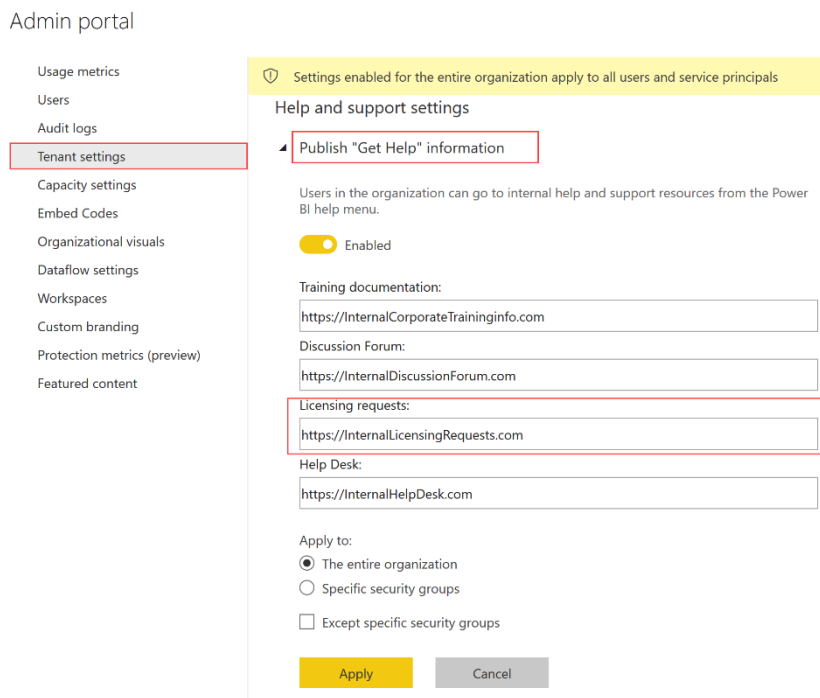 Admin portal
Usage metrics
Users
Audit logs
Tenant settings
Capacity settings
Embed Codes
Organizational visuals
Dataflow settings
Workspaces
Custom branding
Protection metrics (preview)
Featured content
Settings enabled for the entire organization apply to all users and service principals
Help and support settings
Publish "Get Help" information
Users in the organization can go to internal help and support resources from the Power
BI help menu.
Enabled
Training documentation:
https://InternalCorporateTraininginfo.com
Discussion Forum:
https://InternalDiscussionForum.com
Licensing requests:
https://InternalLicensingRequests.com
Help Desk:
https://InternalHelpDesk.com
Apply to:
The entire organization
Specific security groups
Except specific security groups
Apply
Cancel